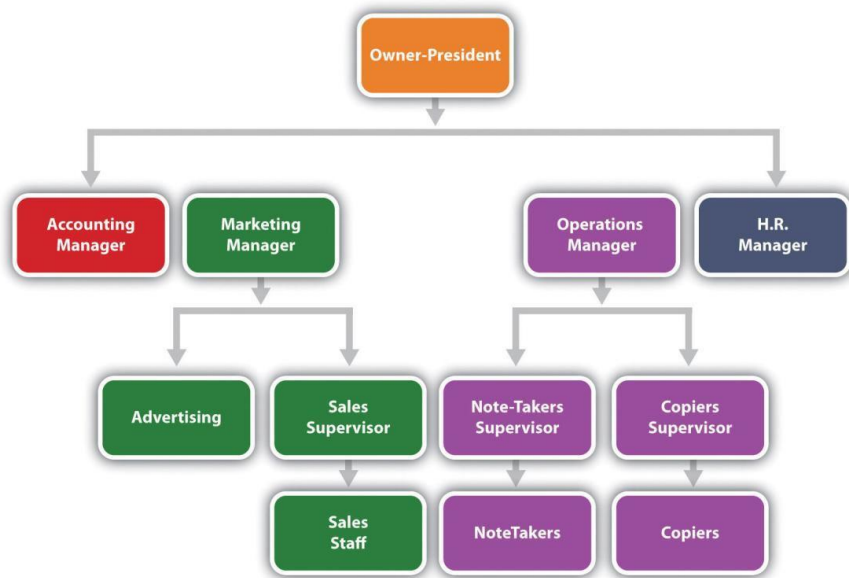 Owner-President
Accounting
Manager
Marketing
Manager
Operations
Manager
H.R.
Manager
Advertising
Sales
Supervisor
Note-Takers
Supervisor
Copiers
Supervisor
Sales
Staff
NoteTakers
Copiers